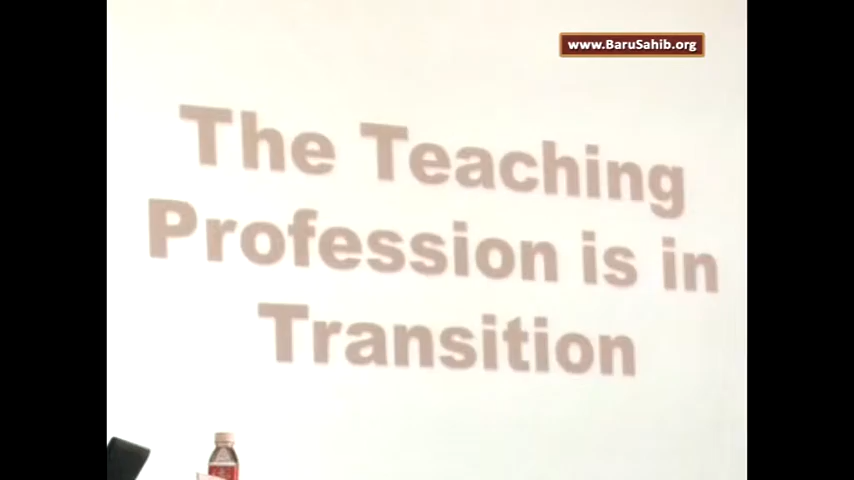 www.BaruSahib.org
The Teaching
Profession is in
Transition